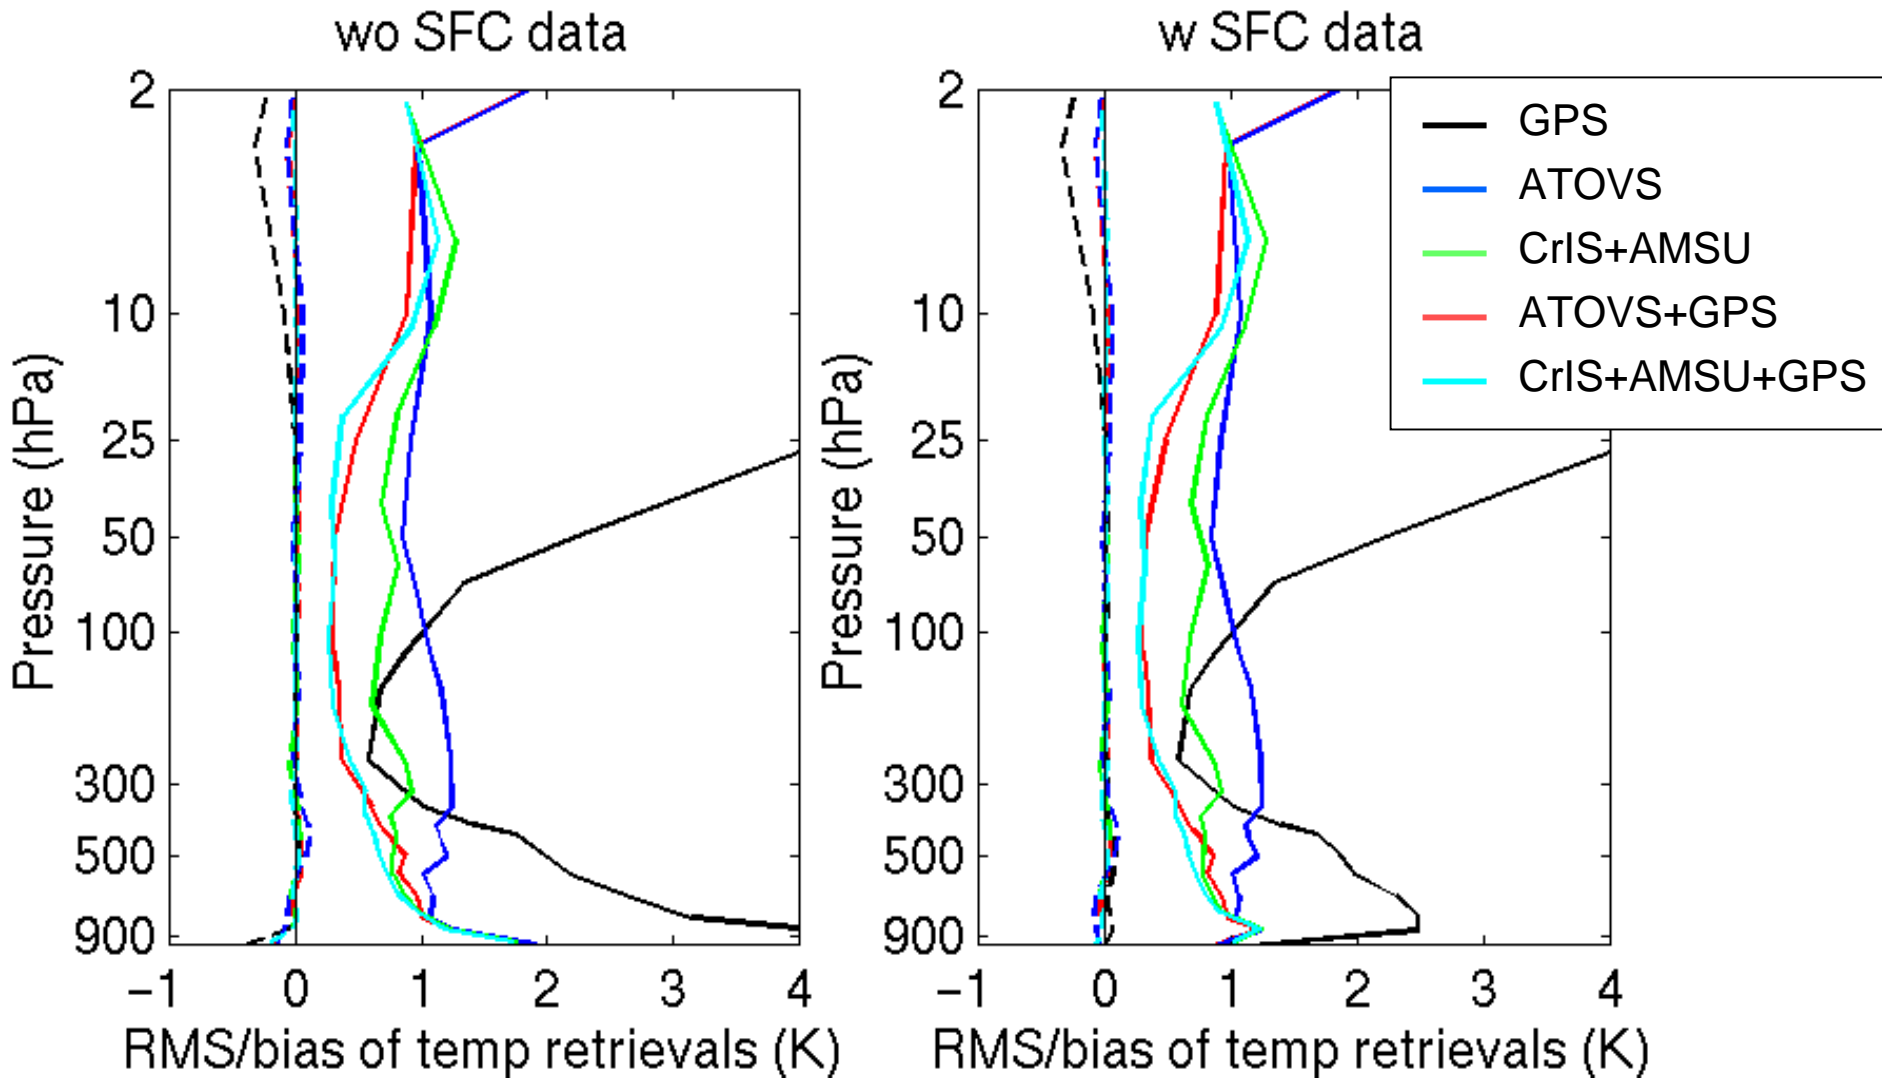 wo SFC data
2
10
25
50
100
300
500
900
Pressure (hPa)
−1 0 1 2 3 4
RMS/bias of temp retrievals (K)
w SFC data
2
10
25
50
100
300
500
900
Pressure (hPa)
−1 0 1 2 3 4
RMS/bias of temp retrievals (K)
GPS
ATOVS
CrIS+AMSU
ATOVS+GPS
CrIS+AMSU+GPS